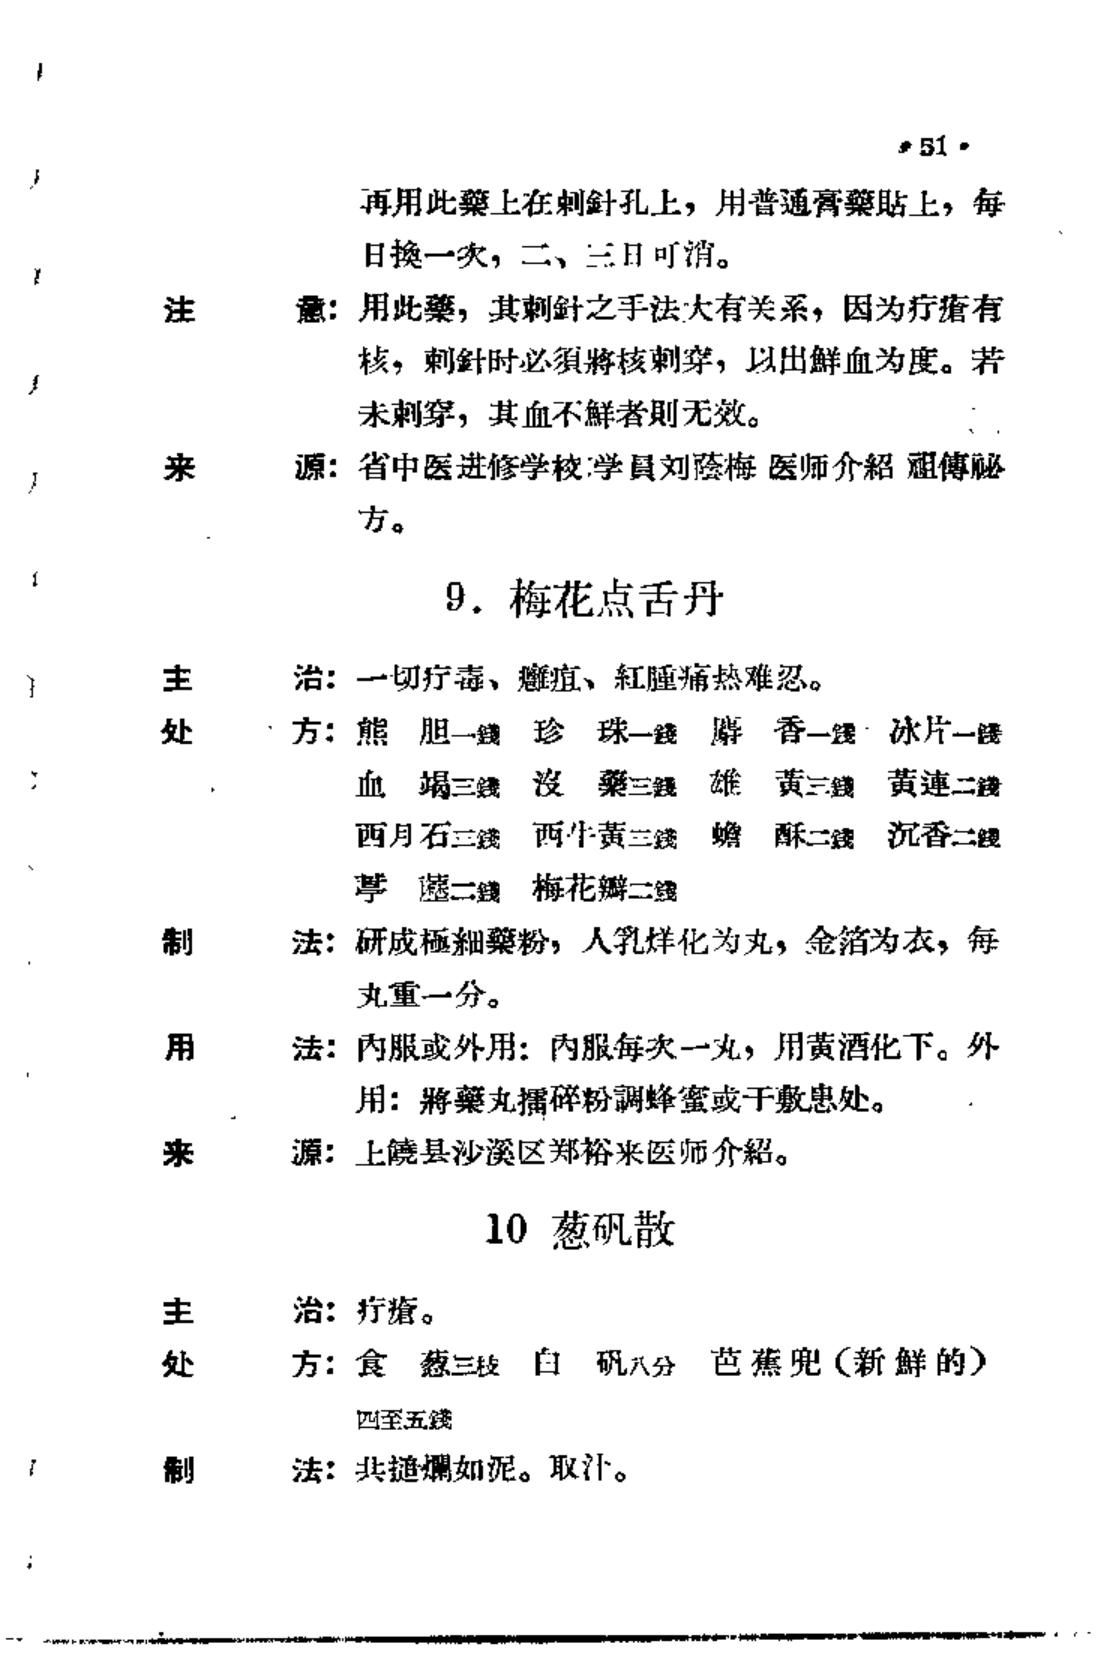 •51•
再用此藥上在刺針孔上，用普通膏藥貼上，每
日換一次，二、三日可消。
注　意：用此藥，其刺針之手法大有关系，因为疔瘡有
核，刺針时必須將核刺穿，以出鮮血为度。若
未刺穿，其血不鮮者則无效。
来　源：省中医进修学校学員刘蔭梅 医师介紹 祖傳祕
方。
9. 梅花点舌丹
主　治：一切疔毒、癰疽、紅腫痛热难忍。
处　方：熊　胆一錢　珍　珠一錢　麝　香一錢　冰片一錢
血　竭三錢　沒　藥三錢　雄　黃三錢　黃連二錢
西月石三錢　西牛黃三錢　蟾　酥二錢　沉香二錢
葶　藶二錢　梅花瓣二錢
制　法：研成極細藥粉，人乳烊化为丸，金箔为衣，每
丸重一分。
用　法：內服或外用：內服每次一丸，用黃酒化下。外
用：將藥丸擂碎粉調蜂蜜或干敷患处。
来　源：上饒县沙溪区郑裕来医师介紹。
10 葱矾散
主　治：疔瘡。
处　方：食　葱三枝　白　矾八分　芭蕉兜（新鮮的）
四至五錢
制　法：共搥爛如泥。取汁。